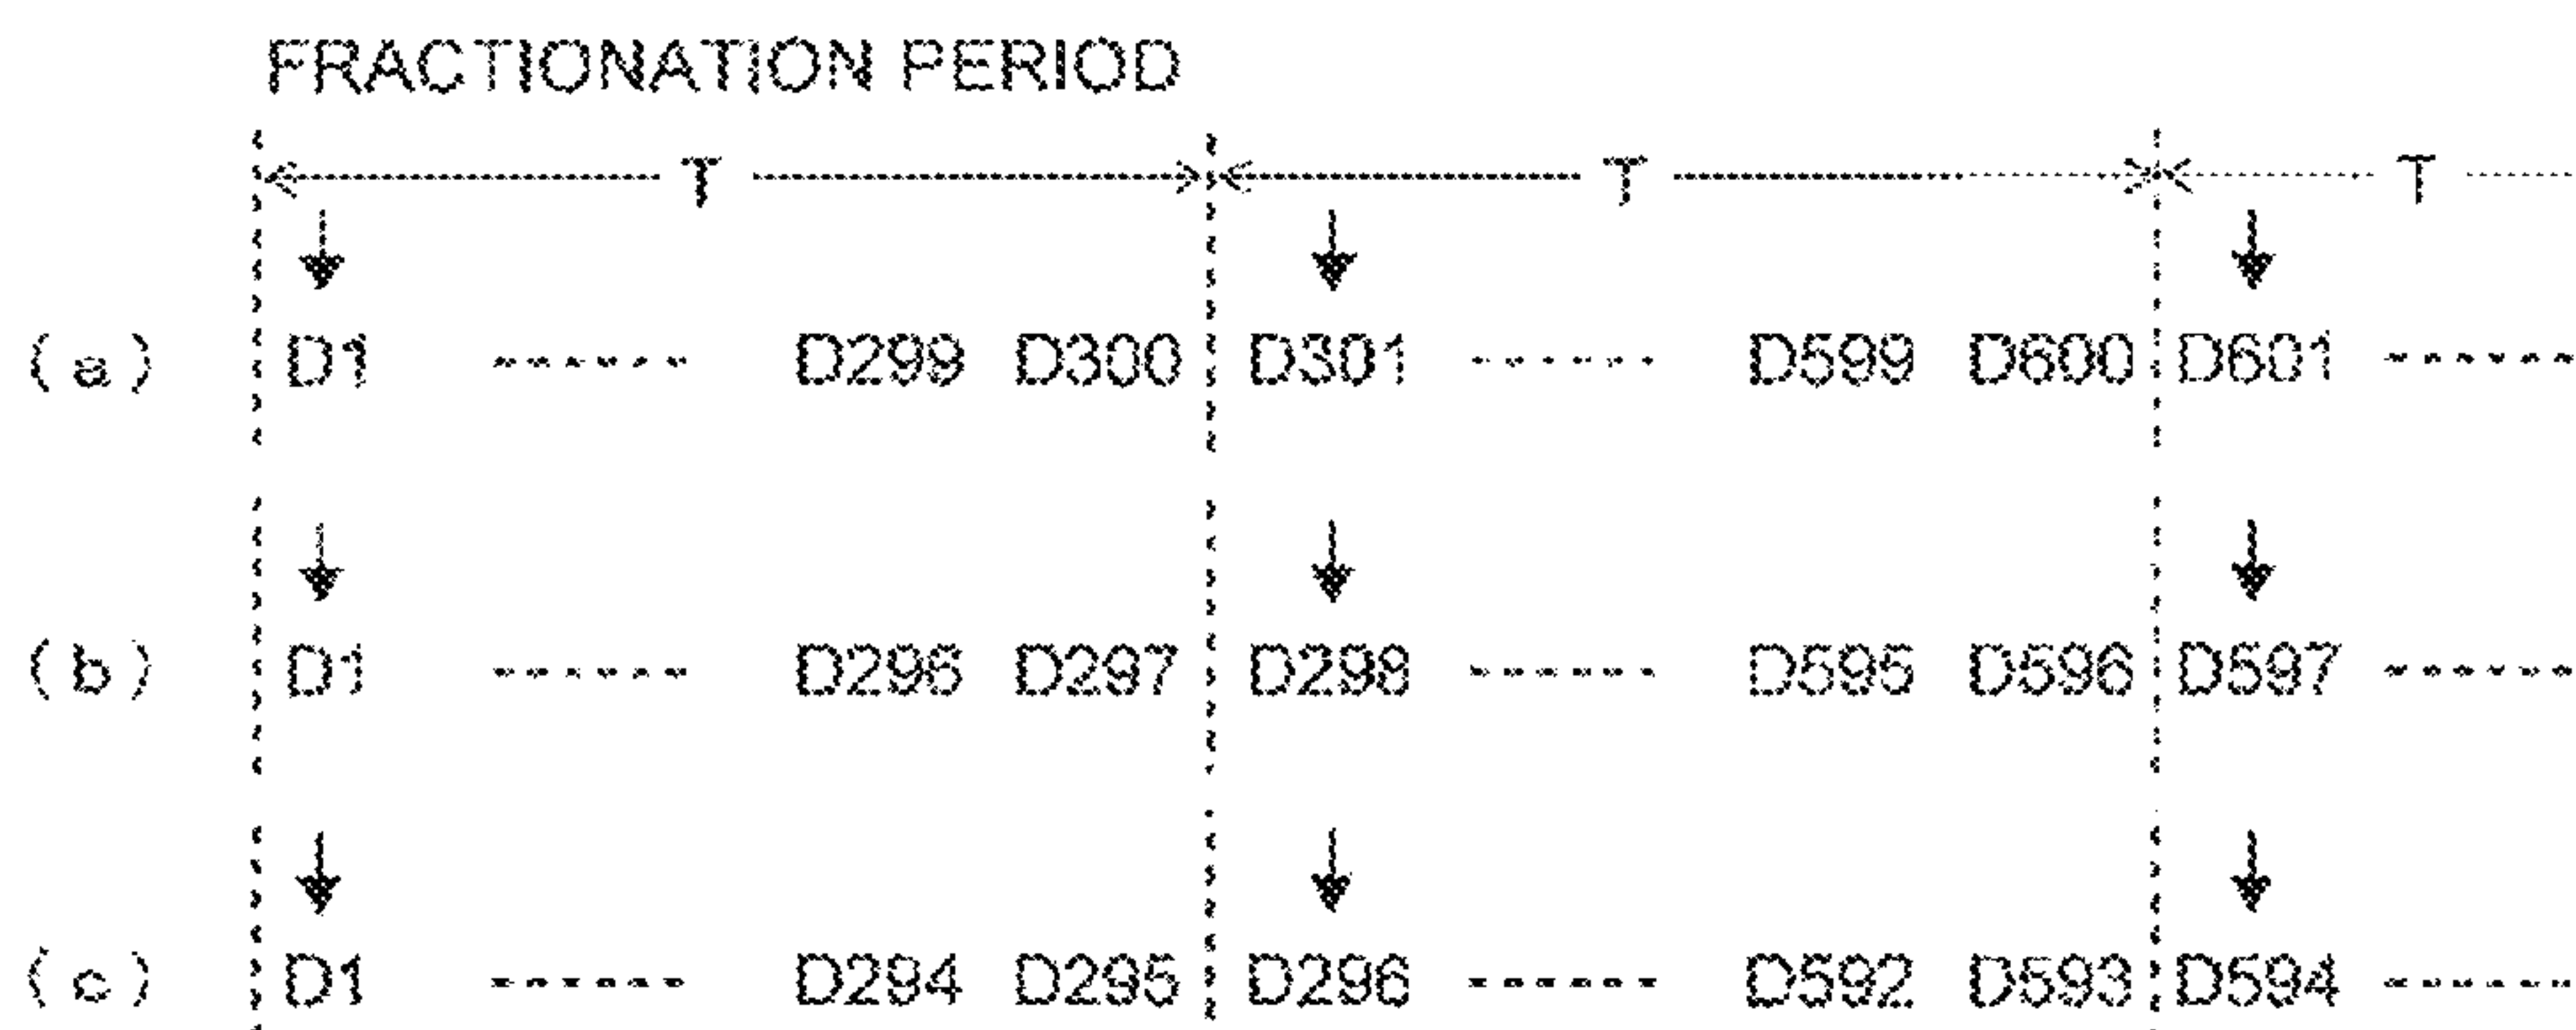 FRACTIONATION PERIOD
T T T
(a) D1 ------ D299 D300 D301 ------ D599 D600 D601 ------
(b) D1 ------ D296 D297 D298 ------ D595 D596 D597 ------
(c) D1 ------ D294 D295 D296 ------ D592 D593 D594 ------